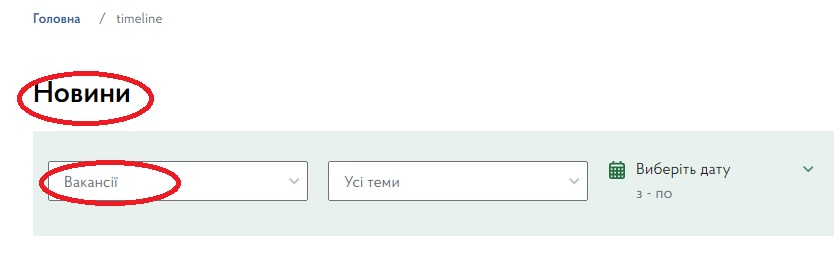 Головна / timeline
Новини
Вакансії Усі теми Виберіть дату
з - по